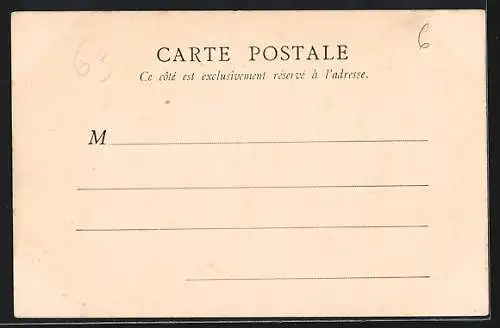 63
6
CARTE POSTALE
Ce côté est exclusivement réservé à l'adresse.
M